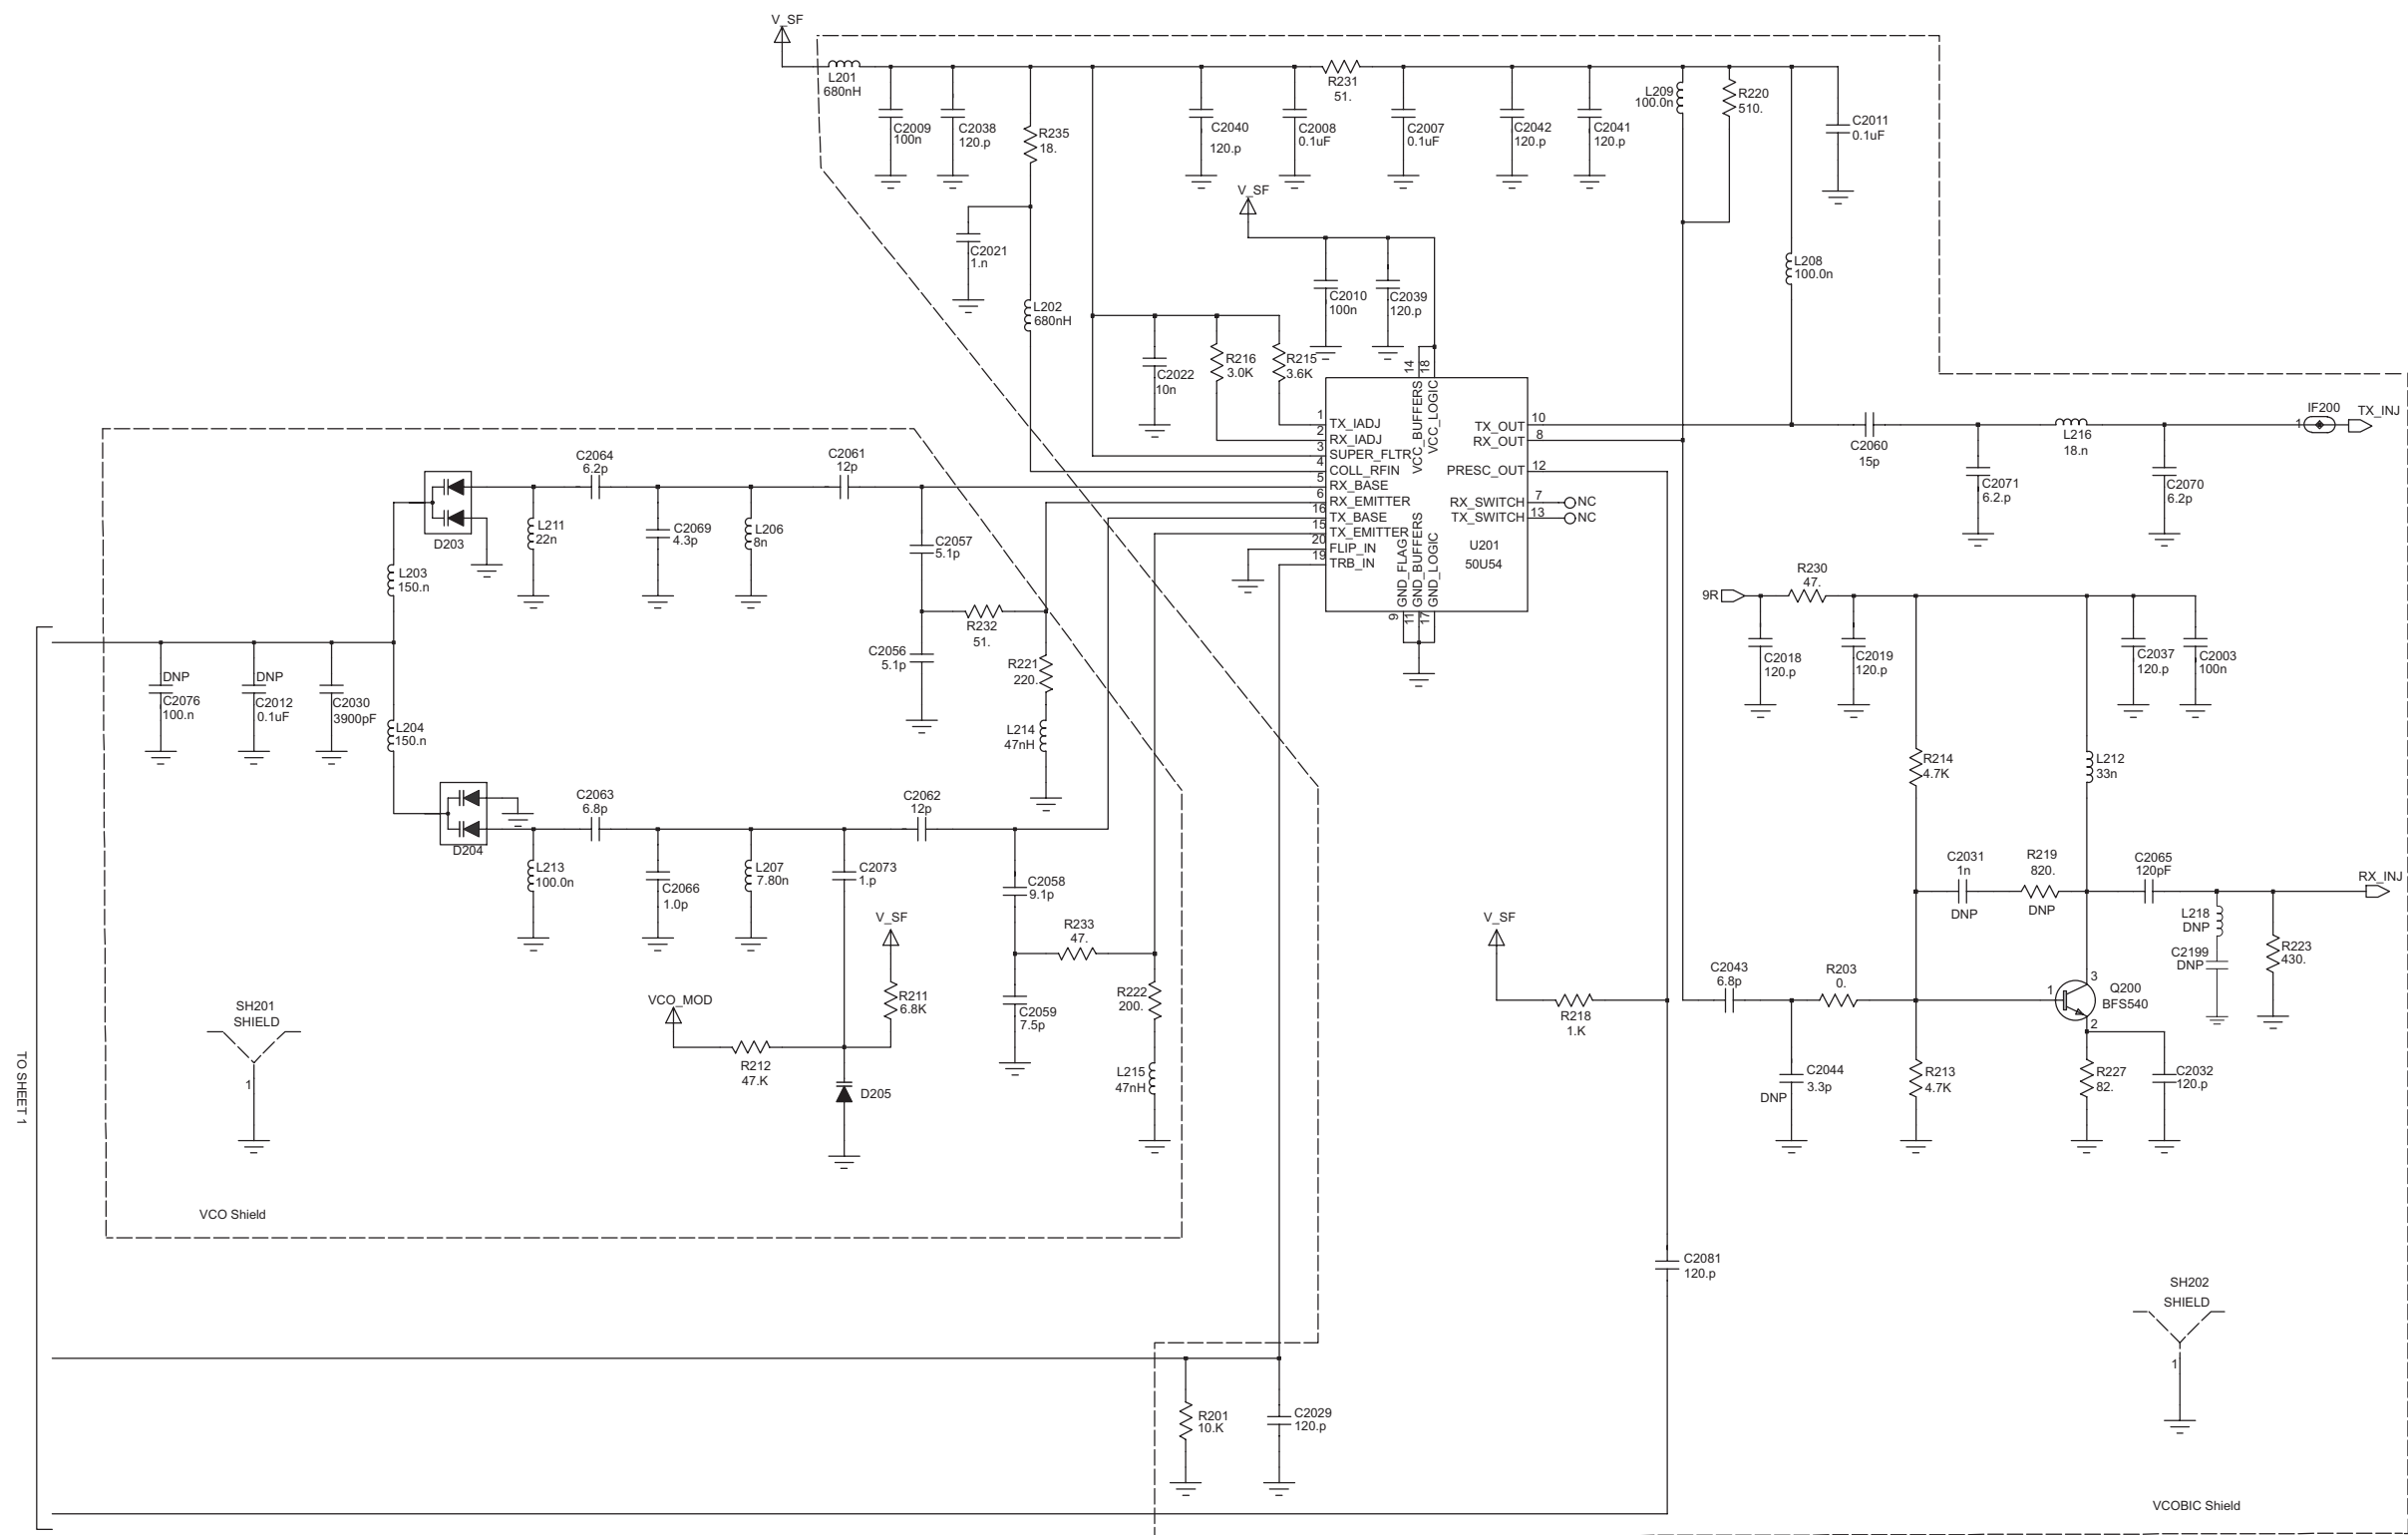 V_SF
L201
680nH
C2009
100n
C2038
120.p
R235
18.
C2040
120.p
C2008
0.1uF
R231
51.
C2007
0.1uF
C2042
120.p
C2041
120.p
L209
100.0n
R220
510.
C2011
0.1uF
C2021
1.n
V_SF
L202
680nH
C2010
100n
C2039
120.p
L208
100.0n
C2022
10n
R216
3.0K
R215
3.6K
14
18
VCC_BUFFERS
VCC_LOGIC
1
TX_IADJ
2
RX_IADJ
3
SUPER_FLTR
4
COLL_RFIN
5
RX_BASE
6
RX_EMITTER
16
TX_BASE
15
TX_EMITTER
20
FLIP_IN
19
TRB_IN
TX_OUT
10
RX_OUT
8
PRESC_OUT
12
RX_SWITCH
7
NC
TX_SWITCH
13
NC
U201
50U54
GND_FLAG
GND_BUFFERS
GND_LOGIC
9
11
17
C2060
15p
C2071
6.2.p
L216
18.n
C2070
6.2p
1
IF200
TX_INJ
D203
C2064
6.2p
C2061
12p
L211
22n
C2069
4.3p
L206
8n
C2057
5.1p
L203
150.n
R232
51.
C2056
5.1p
R221
220.
L214
47nH
DNP
C2076
100.n
DNP
C2012
0.1uF
C2030
3900pF
L204
150.n
9R
R230
47.
C2018
120.p
C2019
120.p
C2037
120.p
C2003
100n
R214
4.7K
L212
33n
D204
C2063
6.8p
C2062
12p
L213
100.0n
C2066
1.0p
L207
7.80n
C2073
1.p
C2058
9.1p
V_SF
R233
47.
R211
6.8K
VCO_MOD
R212
47.K
C2059
7.5p
R222
200.
L215
47nH
D205
SH201
SHIELD
1
V_SF
R218
1.K
C2031
1n
DNP
R219
820.
DNP
C2065
120pF
L218
DNP
C2199
DNP
R223
430.
RX_INJ
C2043
6.8p
R203
0.
1
3
2
Q200
BFS540
C2044
3.3p
DNP
R213
4.7K
R227
82.
C2032
120.p
TO SHEET 1
VCO Shield
C2081
120.p
SH202
SHIELD
1
R201
10.K
C2029
120.p
VCOBIC Shield